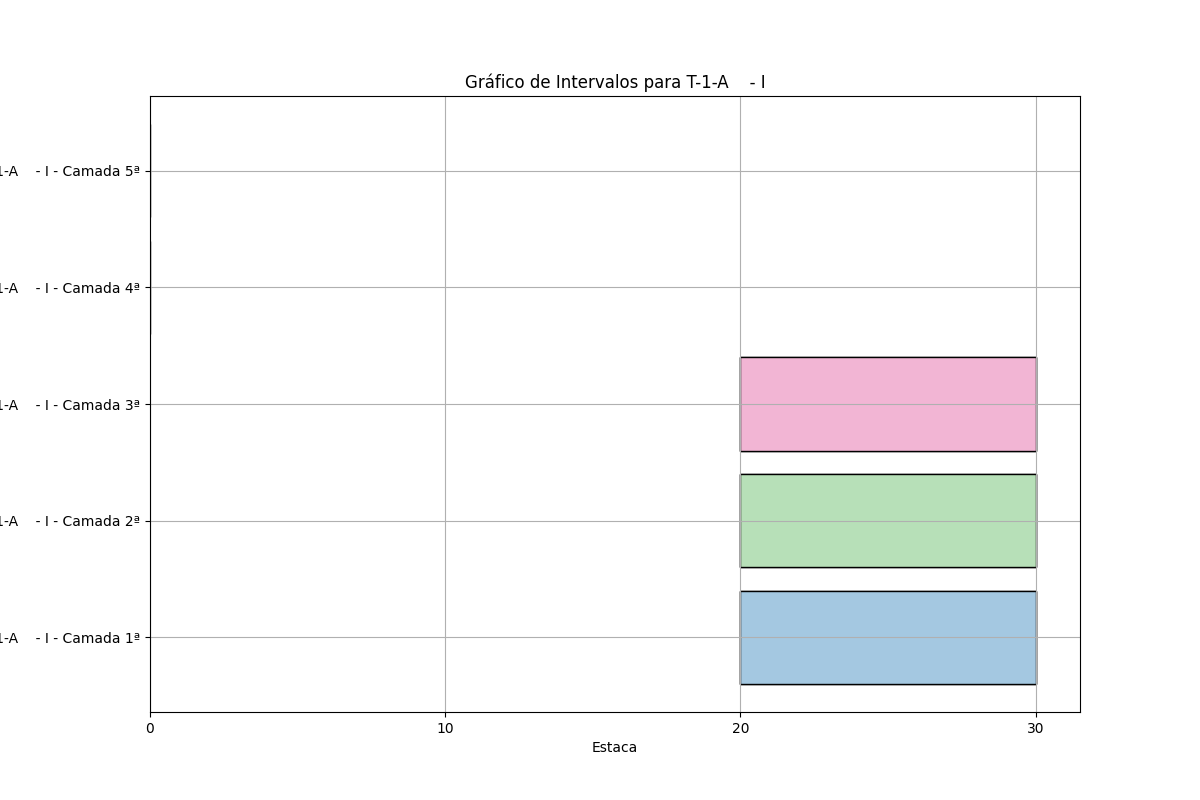 Gráfico de Intervalos para T-1-A    - I
1-A    - I - Camada 5ª
1-A    - I - Camada 4ª
1-A    - I - Camada 3ª
1-A    - I - Camada 2ª
1-A    - I - Camada 1ª
0 10 20 30
Estaca